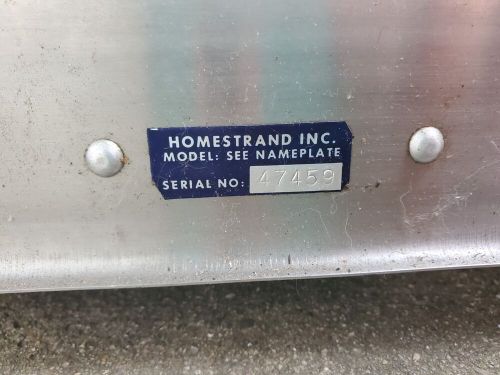 HOMESTRAND INC.
MODEL: SEE NAMEPLATE
SERIAL NO: 47459